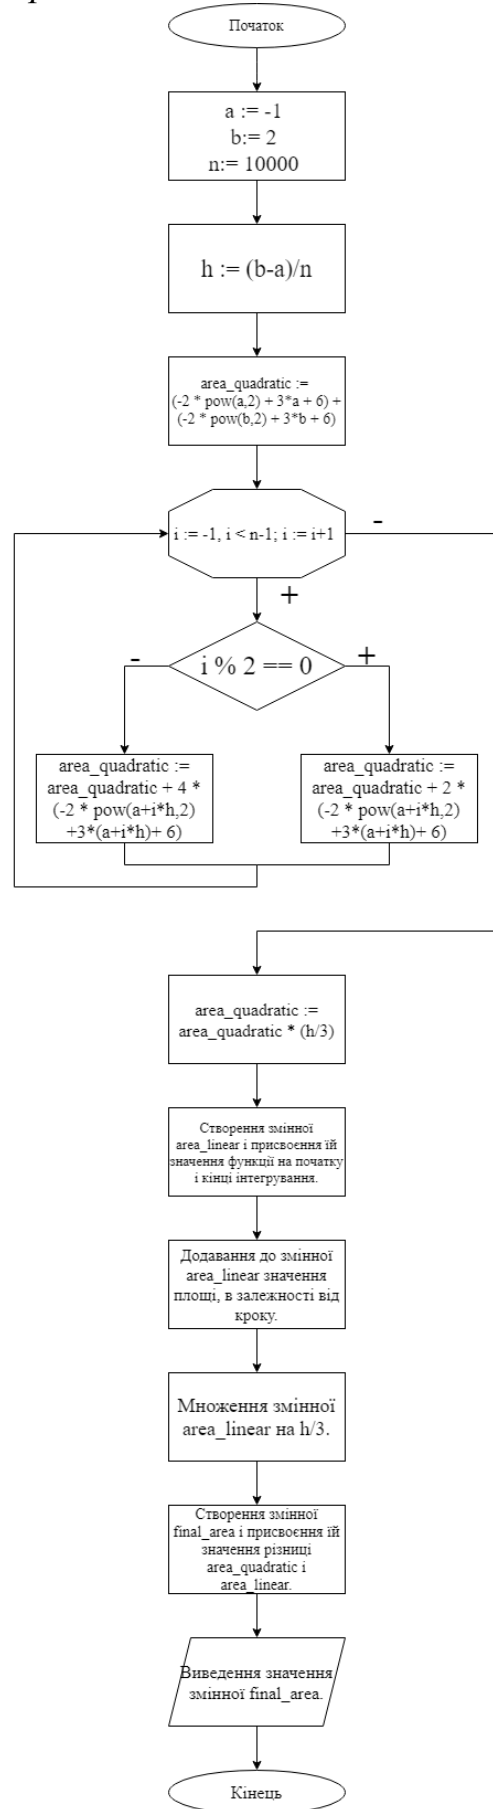 Початок
a := -1
b:= 2
n:= 10000
h := (b-a)/n
area_quadratic :=
(-2 * pow(a,2) + 3*a + 6) +
(-2 * pow(b,2) + 3*b + 6)
i := -1, i < n-1; i := i+1
-
+
i % 2 == 0
-
+
area_quadratic :=
area_quadratic + 4 *
(-2 * pow(a+i*h,2)
+3*(a+i*h)+ 6)
area_quadratic :=
area_quadratic + 2 *
(-2 * pow(a+i*h,2)
+3*(a+i*h)+ 6)
area_quadratic :=
area_quadratic * (h/3)
Створення змінної
area_linear і присвоєння їй
значення функції на початку
і кінці інтегрування.
Додавання до змінної
area_linear значення
площі, в залежності від
кроку.
Множення змінної
area_linear на h/3.
Створення змінної
final_area і присвоєння їй
значення різниці
area_quadratic і
area_linear.
Виведення значення
змінної final_area.
Кінець